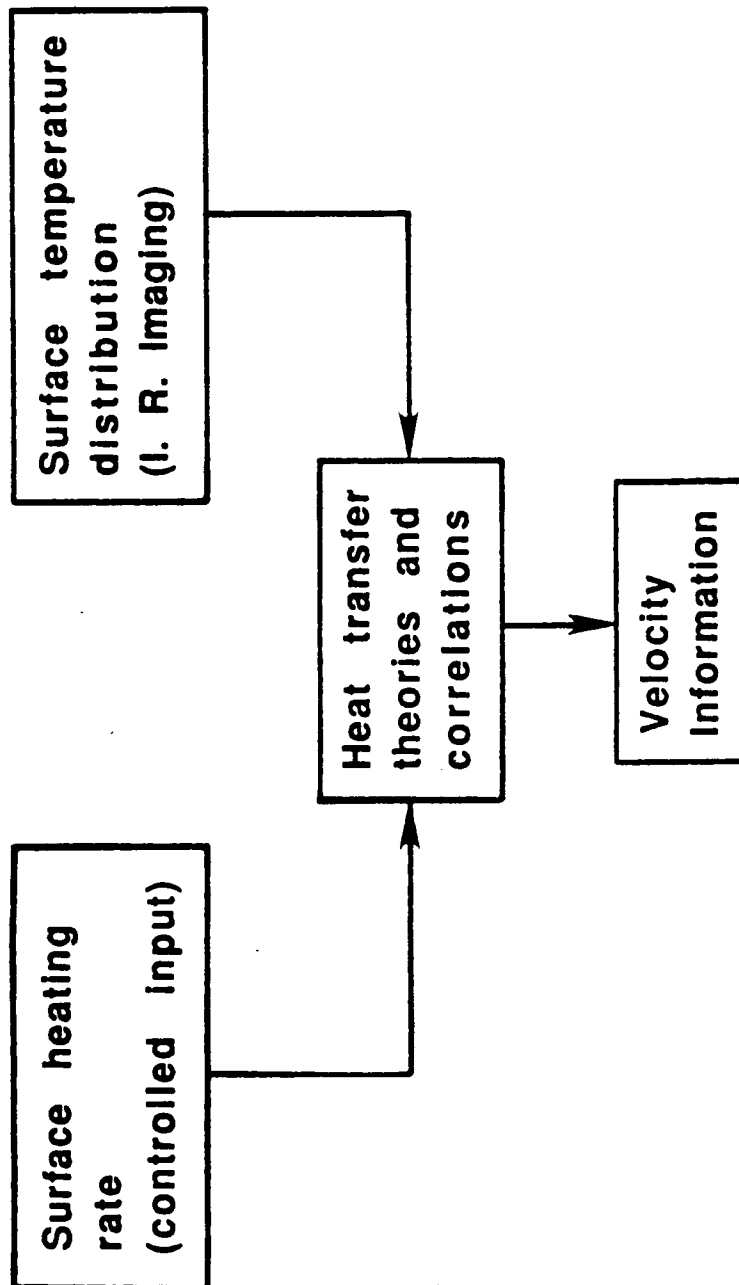 Surface heating
rate
(controlled input)
Surface temperature
distribution
(I. R. Imaging)
Heat transfer
theories and
correlations
Velocity
Information